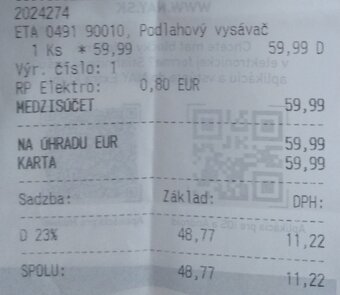 2024274
ETA 0491 90010, Podlahový vysávač
1 Ks * 59,99 59,99 D
Výr. číslo: 1
RP Elektro: 0,80 EUR
MEDZISÚČET 59,99
NA ÚHRADU EUR 59,99
KARTA 59,99
Sadzba: Základ: DPH:
D 23% 48,77 11,22
SPOLU: 48,77 11,22